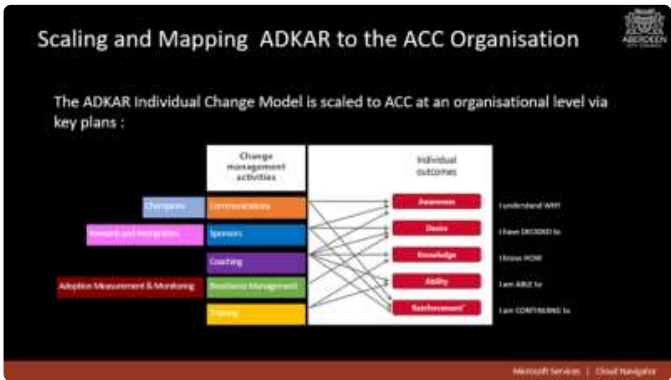 Scaling and Mapping ADKAR to the ACC Organisation
ABERDEEN
CITY COUNCIL
The ADKAR Individual Change Model is scaled to ACC at an organisational level via
key plans :
Change
management
activities
Individual
outcomes
Champions
Communications
Awareness
I understand WHY
Rewards and Recognition
Sponsors
Desire
I have DECIDED to
Coaching
Knowledge
I know HOW
Adoption Measurement & Monitoring
Resistance Management
Ability
I am ABLE to
Training
Reinforcement"
I am CONTINUING to
Microsoft Services | Cloud Navigator